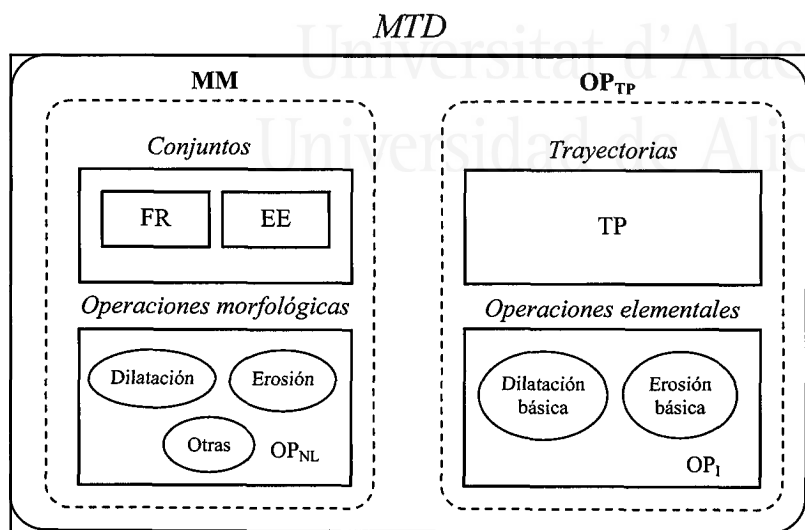 MTD
Universitat d'Alac
Universidad de Alic
MM
Conjuntos
FR
EE
Operaciones morfológicas
Dilatación
Erosión
Otras
OP_NL
OP_TP
Trayectorias
TP
Operaciones elementales
Dilatación
básica
Erosión
básica
OP_1